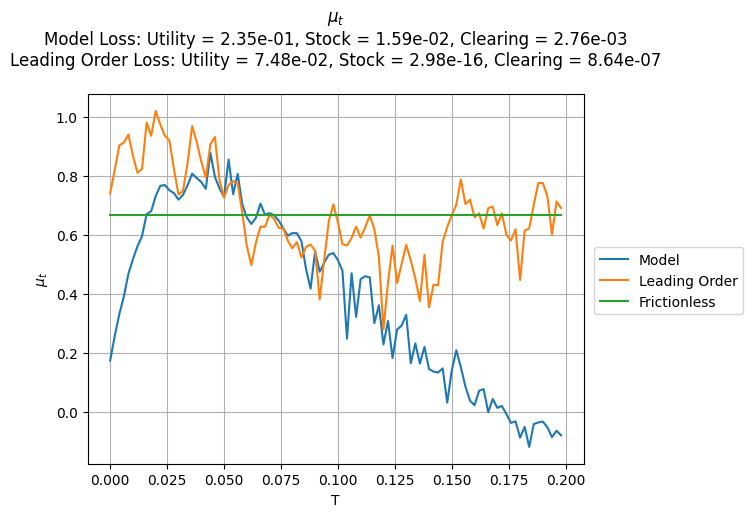 μₜ
Model Loss: Utility = 2.35e-01, Stock = 1.59e-02, Clearing = 2.76e-03
Leading Order Loss: Utility = 7.48e-02, Stock = 2.98e-16, Clearing = 8.64e-07
1.0
0.8
0.6
0.4
0.2
0.0
μₜ
0.000 0.025 0.050 0.075 0.100 0.125 0.150 0.175 0.200
T
Model
Leading Order
Frictionless